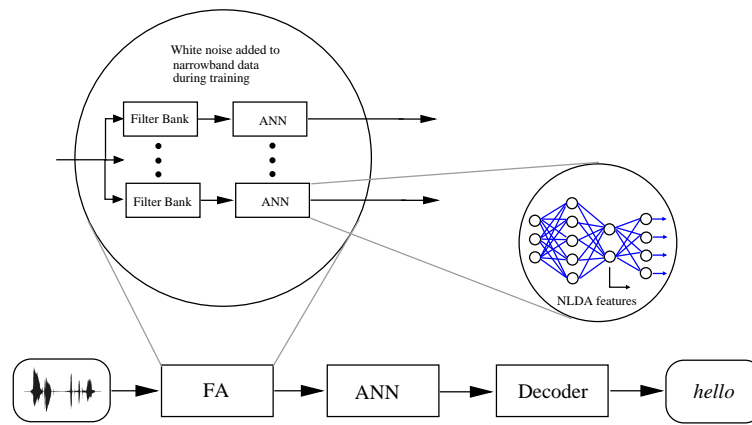 White noise added to
narrowband data
during training
Filter Bank
ANN
Filter Bank
ANN
NLDA features
FA
ANN
Decoder
hello